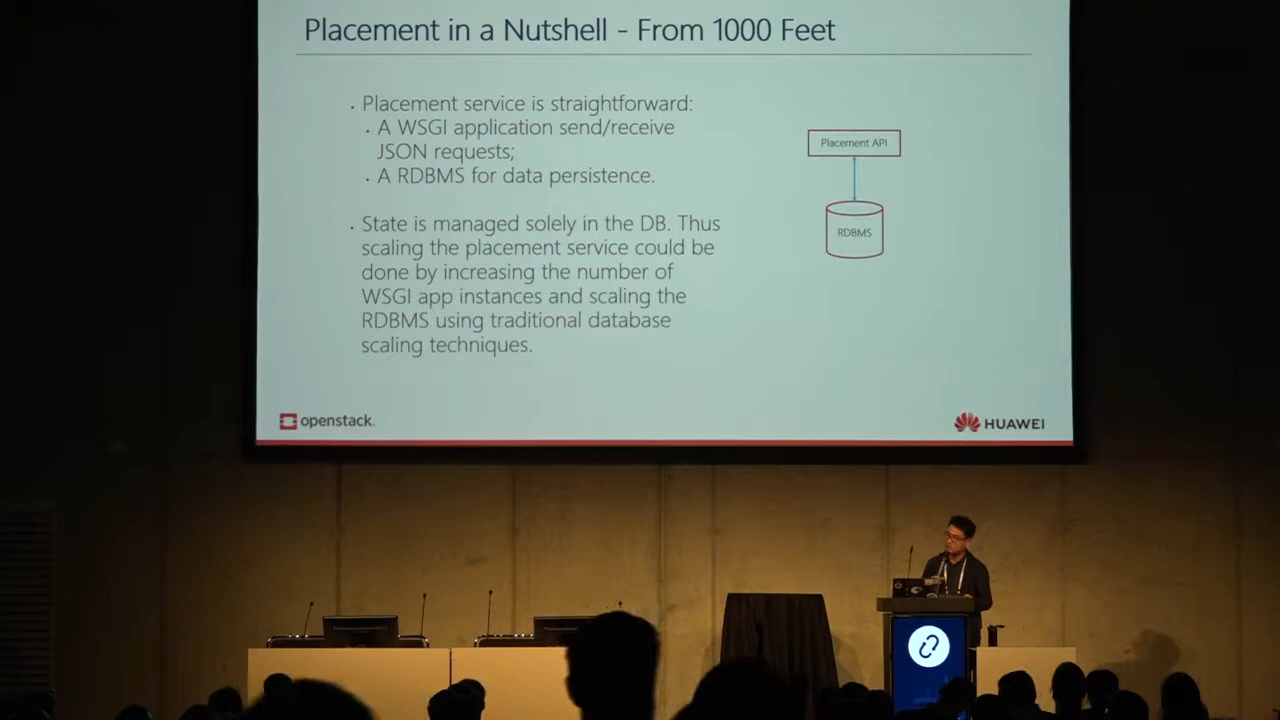 Placement in a Nutshell - From 1000 Feet
. Placement service is straightforward:
. A WSGI application send/receive
JSON requests;
. A RDBMS for data persistence.
. State is managed solely in the DB. Thus
scaling the placement service could be
done by increasing the number of
WSGI app instances and scaling the
RDBMS using traditional database
scaling techniques.
Placement API
RDBMS
openstack.
HUAWEI